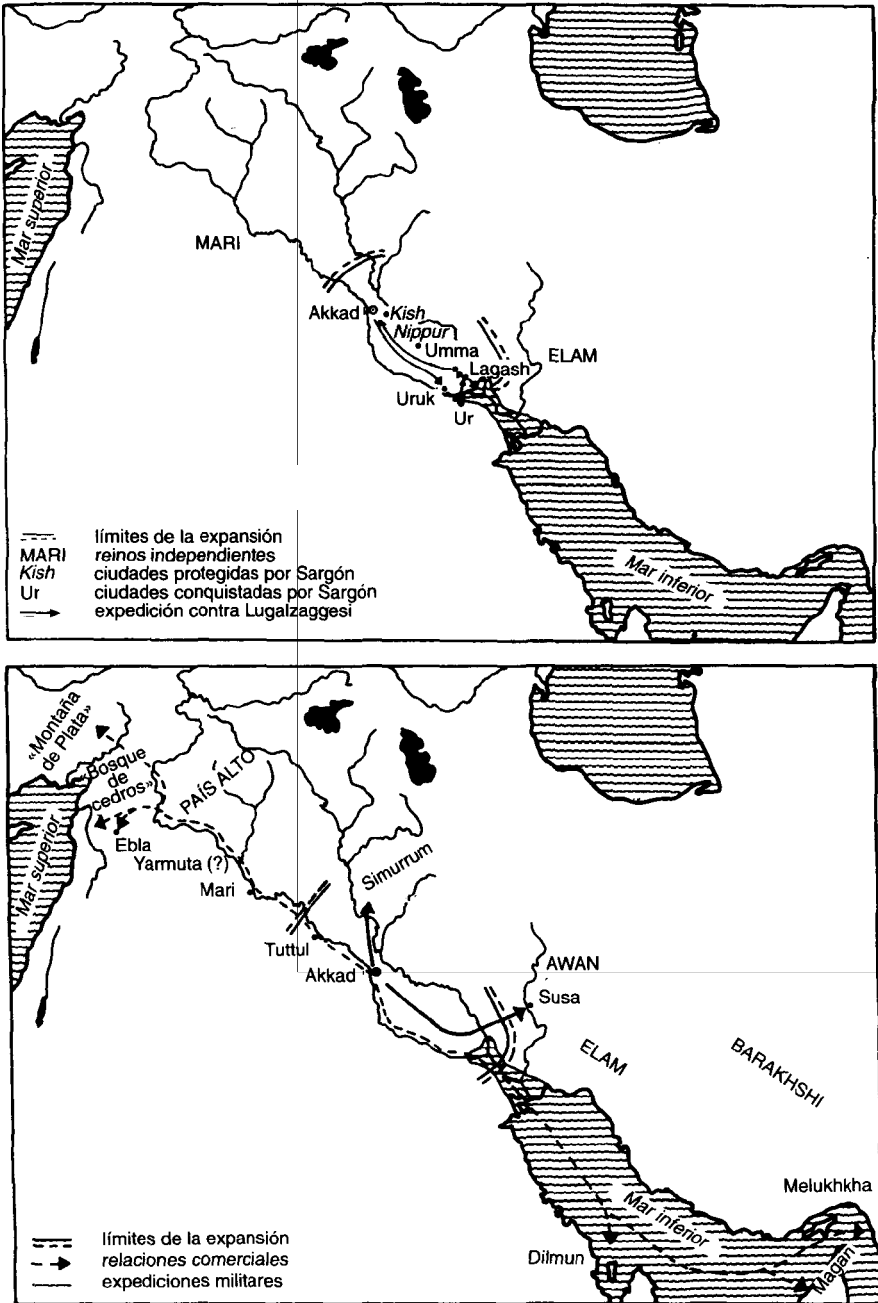 Mar superior
MARI
Akkad
Kish
Nippur
Umma
Lagash
ELAM
Uruk
Ur
Mar inferior
límites de la expansión
MARI reinos independientes
Kish ciudades protegidas por Sargón
Ur ciudades conquistadas por Sargón
expedición contra Lugalzaggesi
«Montaña
de Plata»
«Bosque
de
cedros»
PAÍS ALTO
Mar superior
Ebla
Yarmuta (?)
Mari
Simurrum
Tuttul
Akkad
AWAN
Susa
ELAM
BARAKHSHI
Melukhkha
Mar inferior
Dilmun
Magan
límites de la expansión
relaciones comerciales
expediciones militares